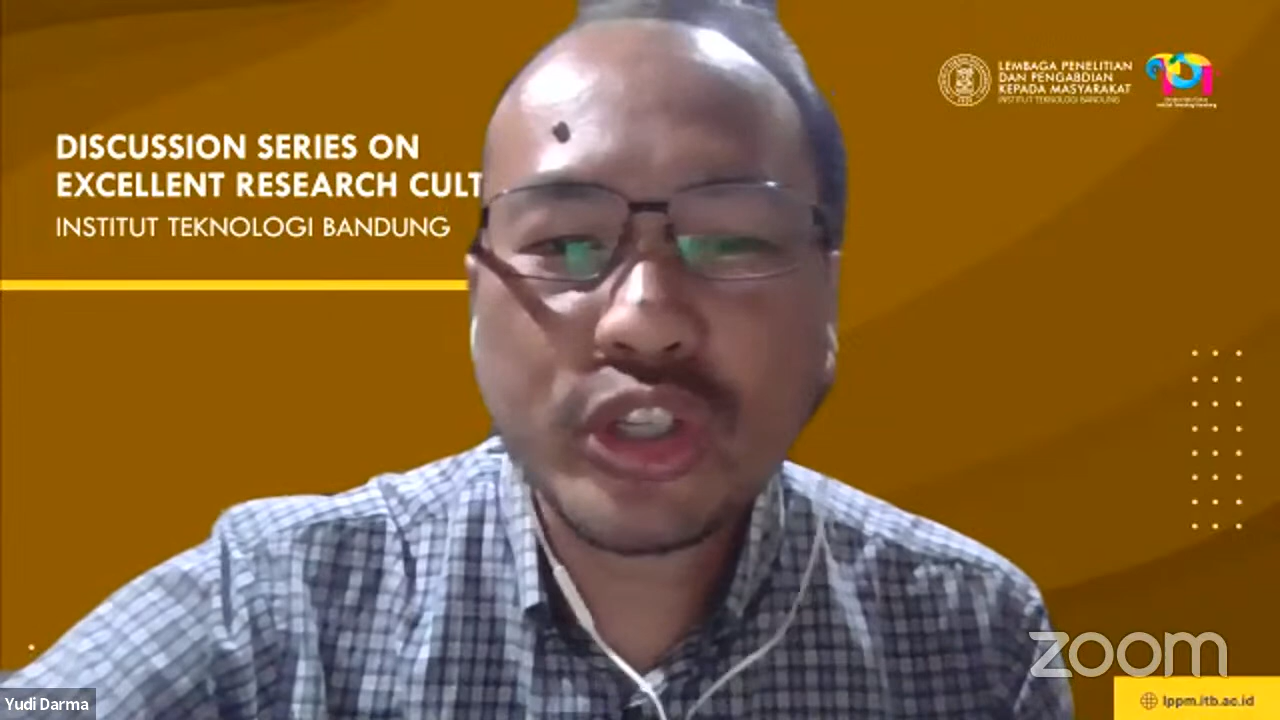 DISCUSSION SERIES ON
EXCELLENT RESEARCH CULT
INSTITUT TEKNOLOGI BANDUNG
LEMBAGA PENELITIAN
DAN PENGABDIAN
KEPADA MASYARAKAT
INSTITUT TEKNOLOGI BANDUNG
zoom
Yudi Darma
lppm.itb.ac.id